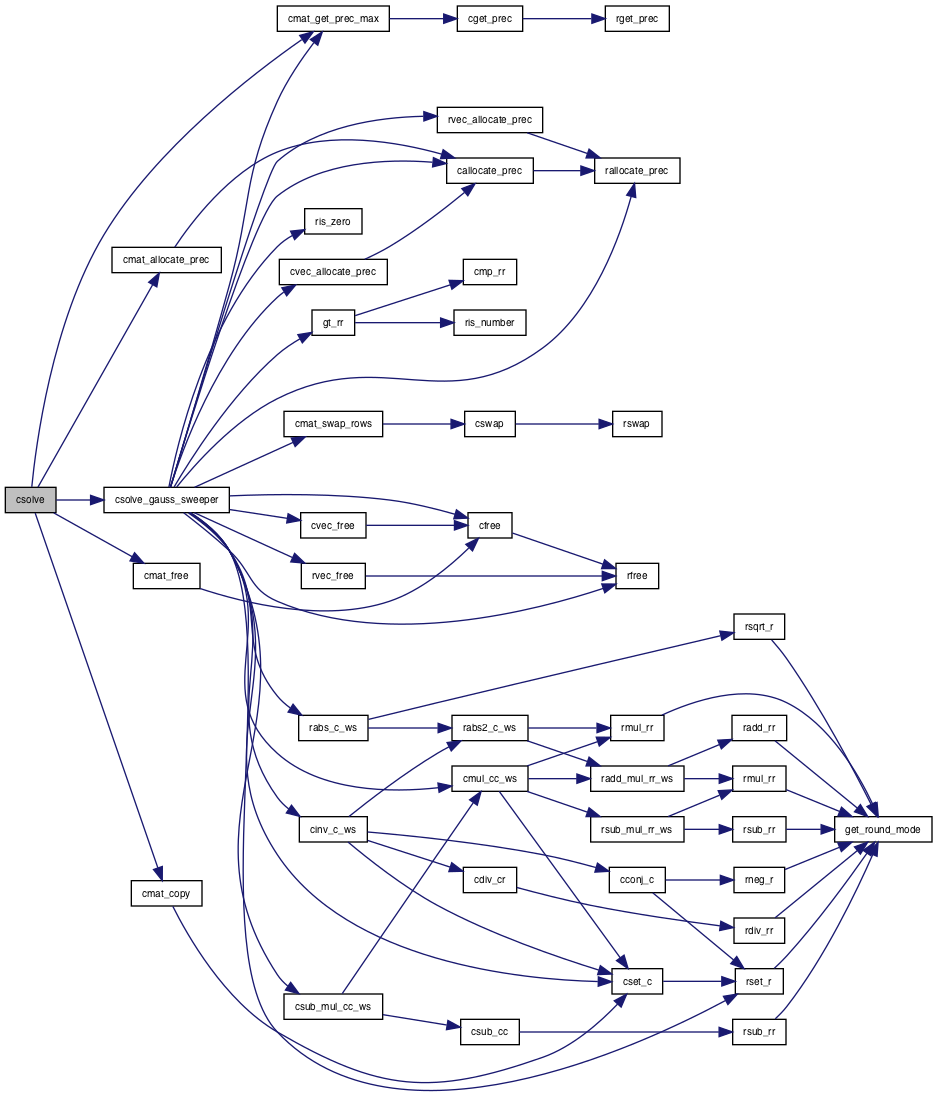 cmat_get_prec_max
cget_prec
rget_prec
rvec_allocate_prec
callocate_prec
rallocate_prec
ris_zero
cmat_allocate_prec
cvec_allocate_prec
cmp_rr
gt_rr
ris_number
cmat_swap_rows
cswap
rswap
csolve
csolve_gauss_sweeper
cvec_free
cfree
cmat_free
rvec_free
rfree
rsqrt_r
rabs_c_ws
rabs2_c_ws
rmul_rr
radd_rr
cmul_cc_ws
radd_mul_rr_ws
rmul_rr
cinv_c_ws
rsub_mul_rr_ws
rsub_rr
get_round_mode
cdiv_cr
cconj_c
rneg_r
cmat_copy
rdiv_rr
cset_c
rset_r
csub_mul_cc_ws
csub_cc
rsub_rr